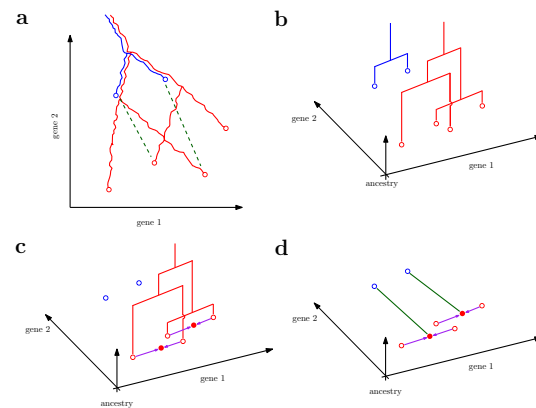 a
gene 2
gene 1
b
gene 2
gene 1
ancestry
c
gene 2
gene 1
ancestry
d
gene 2
gene 1
ancestry